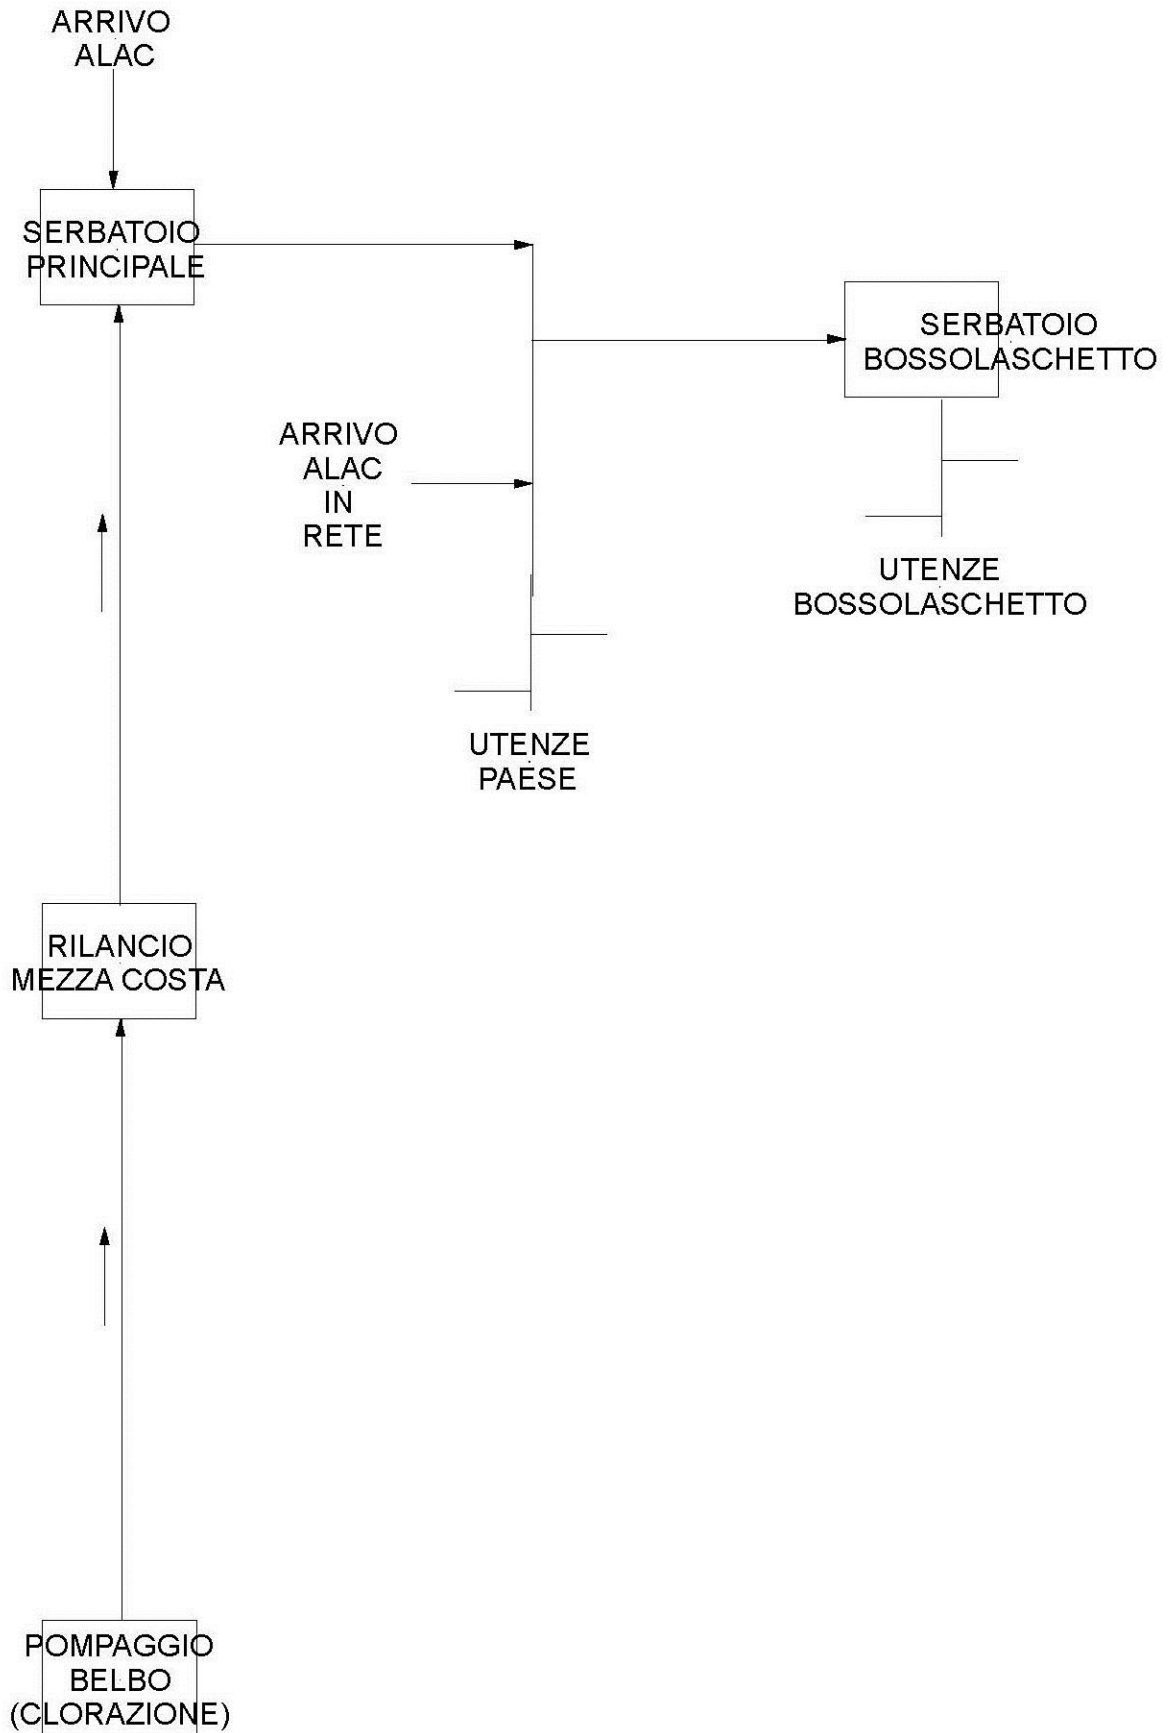 ARRIVO
ALAC
SERBATOIO
PRINCIPALE
SERBATOIO
BOSSOLASCHETTO
ARRIVO
ALAC
IN
RETE
UTENZE
BOSSOLASCHETTO
UTENZE
PAESE
RILANCIO
MEZZA COSTA
POMPAGGIO
BELBO
(CLORAZIONE)